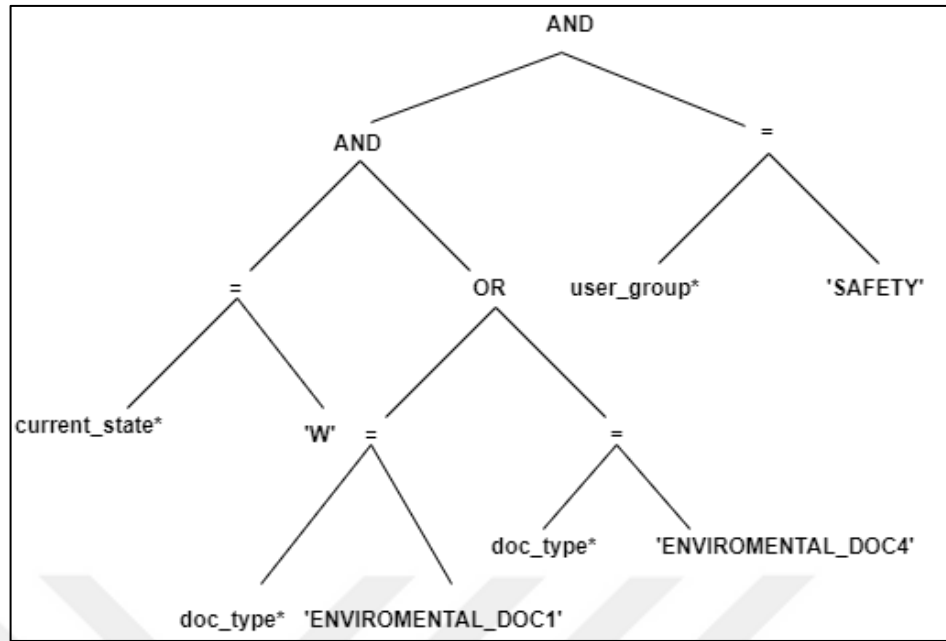 AND
AND =
= OR user_group* 'SAFETY'
current_state* 'W' = =
doc_type* 'ENVIROMENTAL_DOC4'
doc_type* 'ENVIROMENTAL_DOC1'